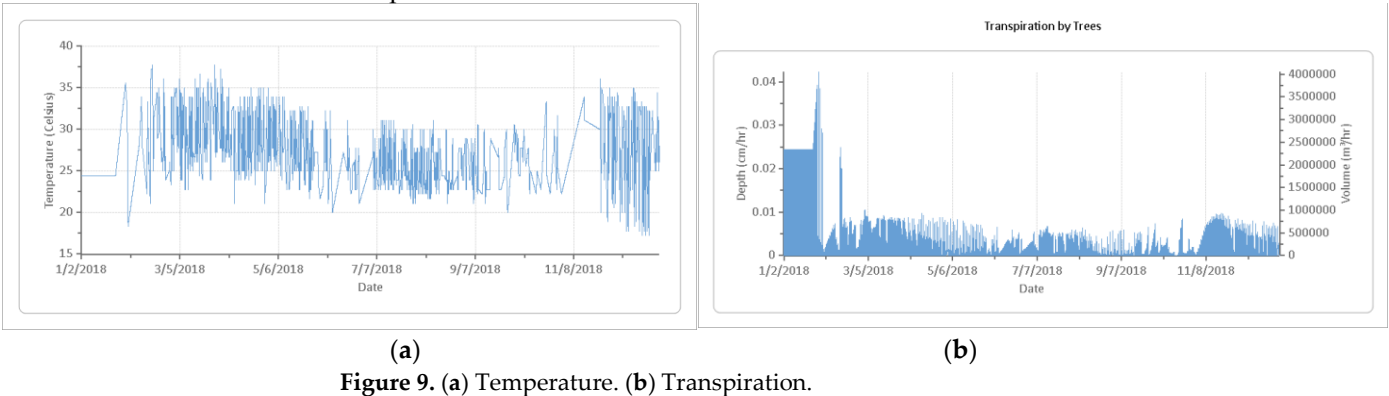 Transpiration by Trees
40
35
30
25
20
15
Temperature (Celsius)
1/2/2018 3/5/2018 5/6/2018 7/7/2018 9/7/2018 11/8/2018
Date
0.04
0.03
0.02
0.01
0
Depth (cm/hr)
4000000
3500000
3000000
2500000
2000000
1500000
1000000
500000
0
Volume (m³/hr)
1/2/2018 3/5/2018 5/6/2018 7/7/2018 9/7/2018 11/8/2018
Date
(a) (b)
Figure 9. (a) Temperature. (b) Transpiration.